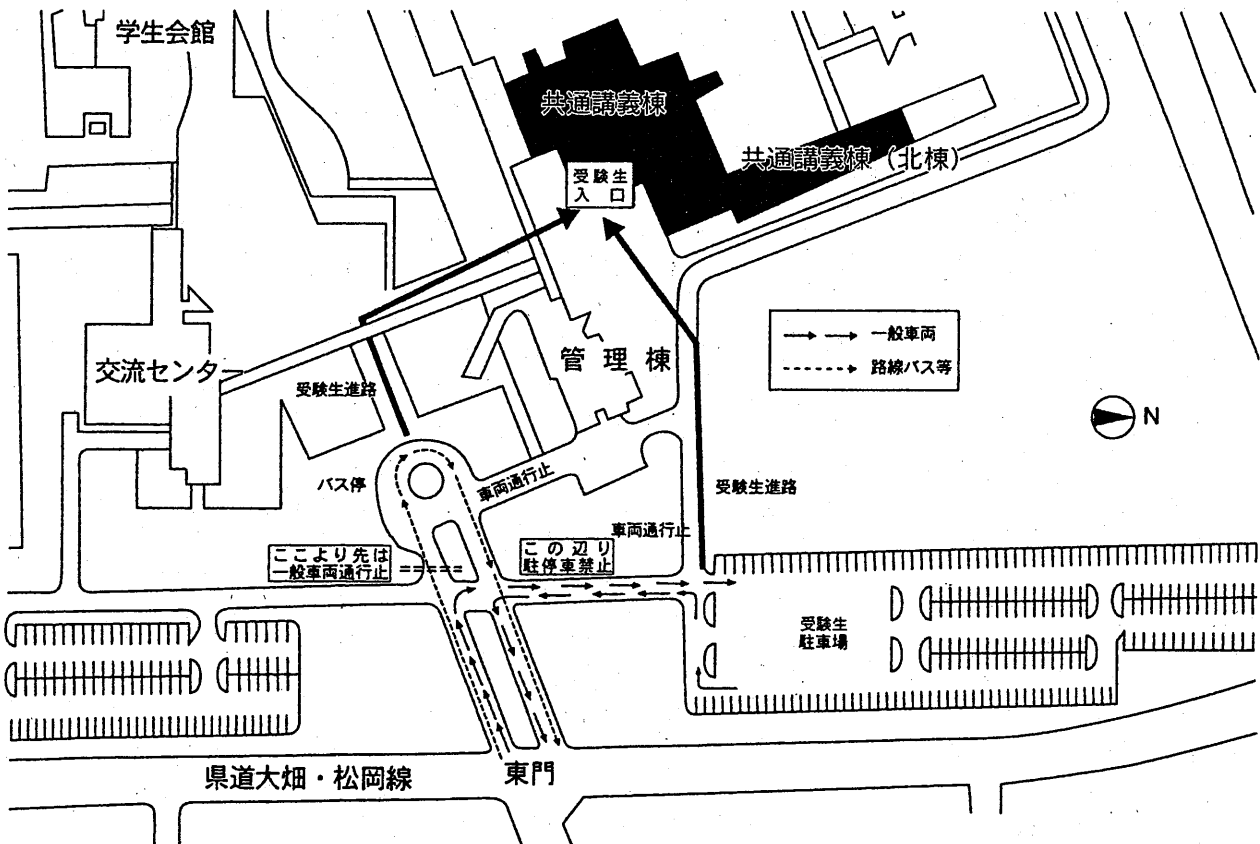 学生会館
共通講義棟
共通講義棟（北棟）
受験生
入口
一般車両
路線バス等
N
管理棟
交流センター
受験生進路
バス停
車両通行止
受験生進路
車両通行止
ここより先は
一般車両通行止
この辺り
駐停車禁止
受験生
駐車場
県道大畑・松岡線
東門